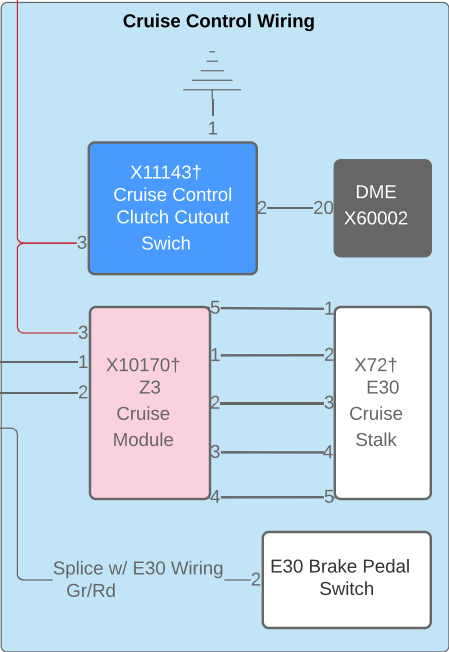 Cruise Control Wiring
1
X11143†
Cruise Control
Clutch Cutout
Swich
3
2
20
DME
X60002
3
1
2
X10170†
Z3
Cruise
Module
5
1
2
3
4
1
2
3
4
5
X72†
E30
Cruise
Stalk
Splice w/ E30 Wiring
Gr/Rd
2
E30 Brake Pedal
Switch